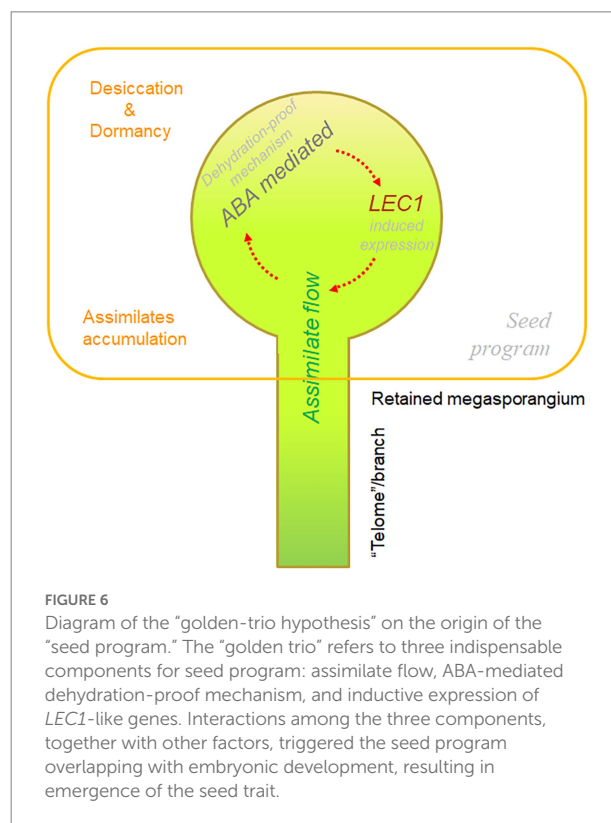 Desiccation
&
Dormancy
Dehydration-proof
mechanism
ABA mediated
LEC1
induced
expression
Assimilate flow
Assimilates
accumulation
Seed
program
Retained megasporangium
"Telome"/branch
FIGURE 6
Diagram of the "golden-trio hypothesis" on the origin of the
"seed program." The "golden trio" refers to three indispensable
components for seed program: assimilate flow, ABA-mediated
dehydration-proof mechanism, and inductive expression of
LEC1-like genes. Interactions among the three components,
together with other factors, triggered the seed program
overlapping with embryonic development, resulting in
emergence of the seed trait.